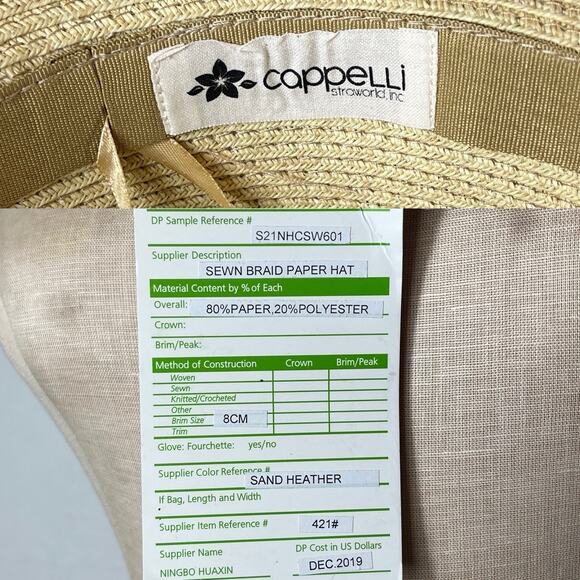 cappelli
straworld, inc.
DP Sample Reference #
S21NHCSW601
Supplier Description
SEWN BRAID PAPER HAT
Material Content by % of Each
Overall: 80%PAPER,20%POLYESTER
Crown:
Brim/Peak:
Method of Construction Crown Brim/Peak
Woven
Sewn
Knitted/Crocheted
Other
Brim Size 8CM
Trim
Glove: Fourchette: yes/no
Supplier Color Reference #
SAND HEATHER
If Bag, Length and Width
Supplier Item Reference # 421#
Supplier Name DP Cost in US Dollars
NINGBO HUAXIN DEC.2019